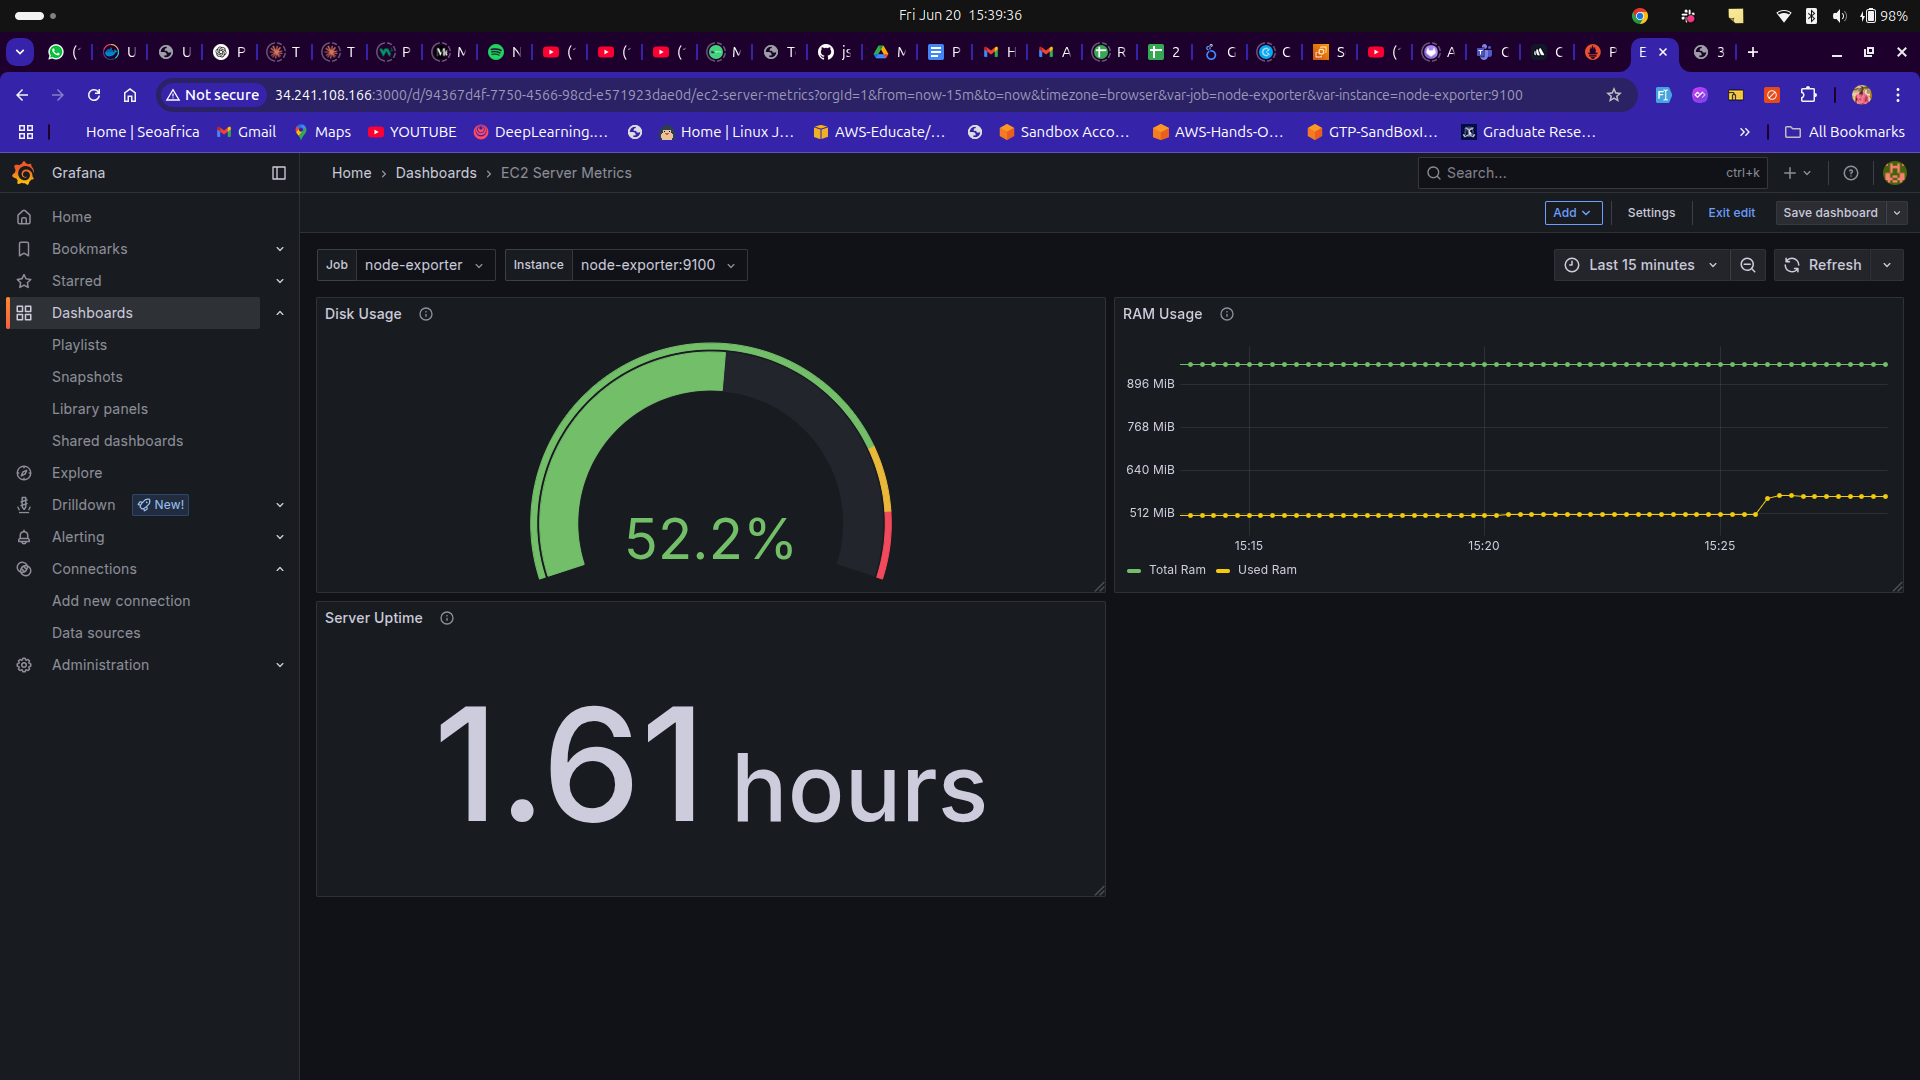 Fri Jun 20 15:39:36
98%
( U U P T T P M N ( ( ( M T js M P H A R 2 G C S ( A C C P E 3
Not secure 34.241.108.166:3000/d/94367d4f-7750-4566-98cd-e571923dae0d/ec2-server-metrics?orgId=1&from=now-15m&to=now&timezone=browser&var-job=node-exporter&var-instance=node-exporter:9100
Home | Seoafrica Gmail Maps YOUTUBE DeepLearning.... Home | Linux J... AWS-Educate/... Sandbox Acco... AWS-Hands-O... GTP-SandBoxI... Graduate Rese... » All Bookmarks
Grafana
Home › Dashboards › EC2 Server Metrics
Search... ctrl+k
Add Settings Exit edit Save dashboard
Home
Bookmarks
Starred
Dashboards
Playlists
Snapshots
Library panels
Shared dashboards
Explore
Drilldown New!
Alerting
Connections
Add new connection
Data sources
Administration
Job node-exporter Instance node-exporter:9100
Last 15 minutes Refresh
Disk Usage
52.2%
RAM Usage
896 MiB
768 MiB
640 MiB
512 MiB
15:15 15:20 15:25
Total Ram Used Ram
Server Uptime
1.61 hours